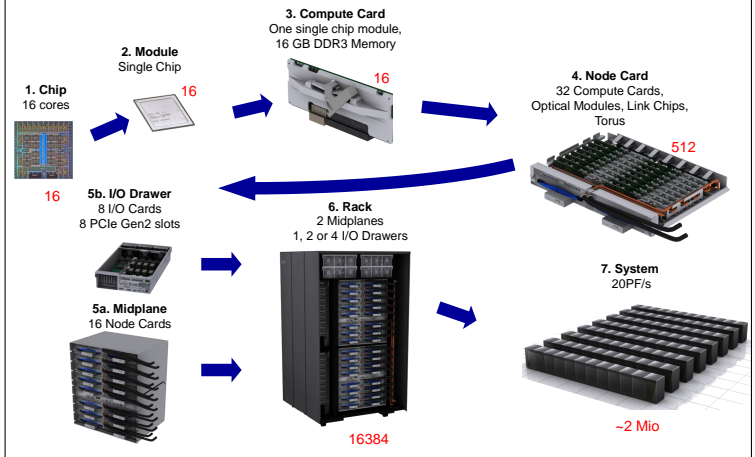 1. Chip
16 cores
16
2. Module
Single Chip
16
3. Compute Card
One single chip module,
16 GB DDR3 Memory
16
4. Node Card
32 Compute Cards,
Optical Modules, Link Chips,
Torus
512
5b. I/O Drawer
8 I/O Cards
8 PCIe Gen2 slots
5a. Midplane
16 Node Cards
6. Rack
2 Midplanes
1, 2 or 4 I/O Drawers
16384
7. System
20PF/s
~2 Mio